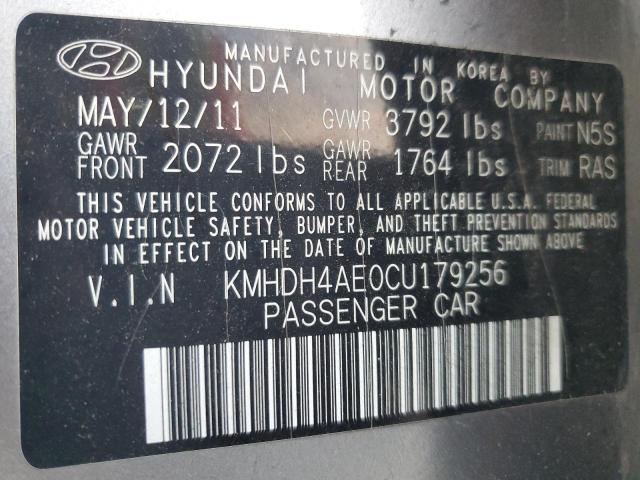 MANUFACTURED IN KOREA BY
HYUNDAI MOTOR COMPANY
MAY/12/11 GVWR 3792 lbs PAINT N5S
GAWR FRONT 2072 lbs GAWR REAR 1764 lbs TRIM RAS
THIS VEHICLE CONFORMS TO ALL APPLICABLE U.S.A. FEDERAL
MOTOR VEHICLE SAFETY, BUMPER, AND THEFT PREVENTION STANDARDS
IN EFFECT ON THE DATE OF MANUFACTURE SHOWN ABOVE
V.I.N KMHDH4AE0CU179256
PASSENGER CAR